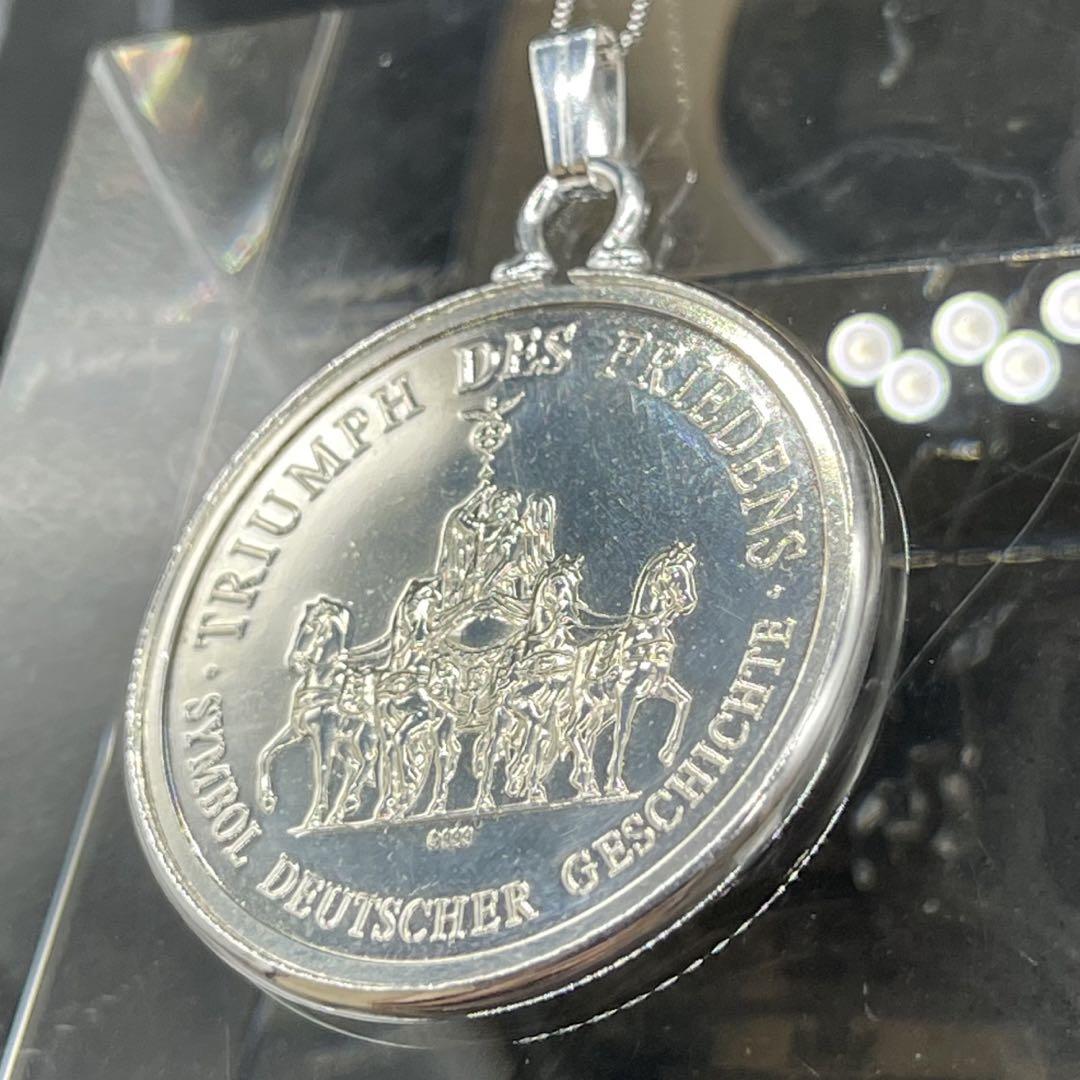 TRIUMPH DES FRIEDENS
· SYMBOL DEUTSCHER GESCHICHTE ·